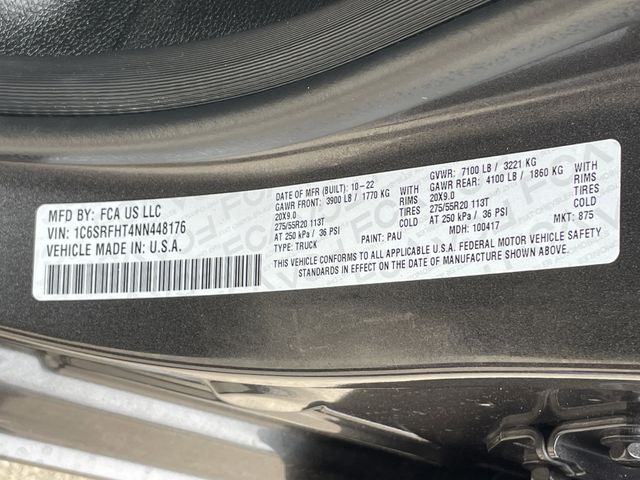 MFD BY: FCA US LLC
VIN: 1C6SRFHT4NN448176
VEHICLE MADE IN U.S.A.
DATE OF MFR (BUILT): 10-22
GAWR FRONT: 3900 LB / 1770 KG WITH
20X9.0 RIMS
275/55R20 113T TIRES
AT 250 kPa / 36 PSI COLD
TYPE: TRUCK PAINT: PAU
GVWR: 7100 LB / 3221 KG
GAWR REAR: 4100 LB / 1860 KG WITH
20X9.0 RIMS
275/55R20 113T TIRES
AT 250 kPa / 36 PSI COLD
MDH: 100417 MKT: 875
THIS VEHICLE CONFORMS TO ALL APPLICABLE U.S.A. FEDERAL MOTOR VEHICLE SAFETY
STANDARDS IN EFFECT ON THE DATE OF MANUFACTURE SHOWN ABOVE.